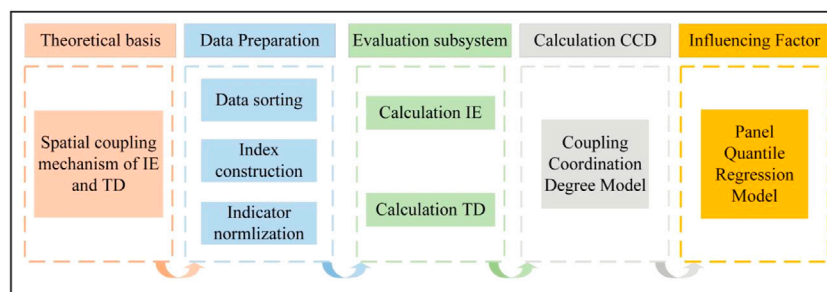 Theoretical basis
Data Preparation
Evaluation subsystem
Calculation CCD
Influencing Factor
Spatial coupling
mechanism of IE
and TD
Data sorting
Index
construction
Indicator
normlization
Calculation IE
Calculation TD
Coupling
Coordination
Degree Model
Panel
Quantile
Regression
Model